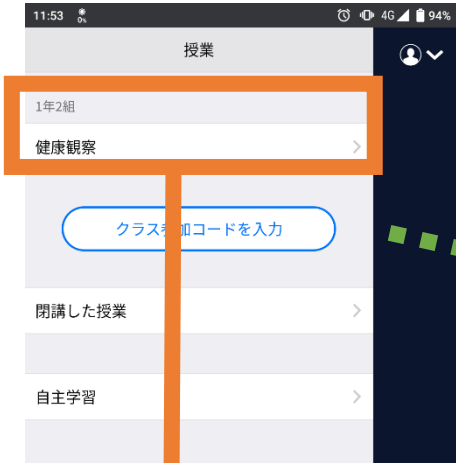 11:53 0% 4G 94%
授業
1年2組
健康観察
クラス参加コードを入力
閉講した授業
自主学習